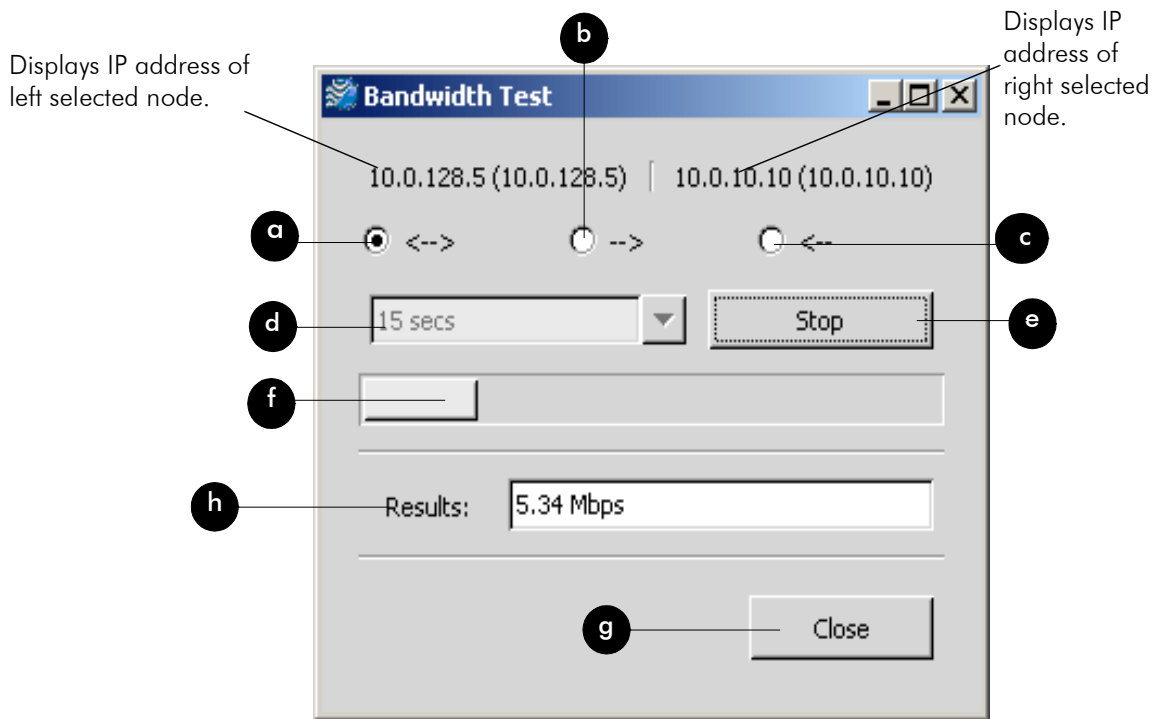 Displays IP address of
left selected node.
b
Displays IP
address of
right selected
node.
Bandwidth Test
10.0.128.5 (10.0.128.5) 10.0.10.10 (10.0.10.10)
a <--> --> <-- c
d 15 secs Stop e
f
h Results: 5.34 Mbps
g Close